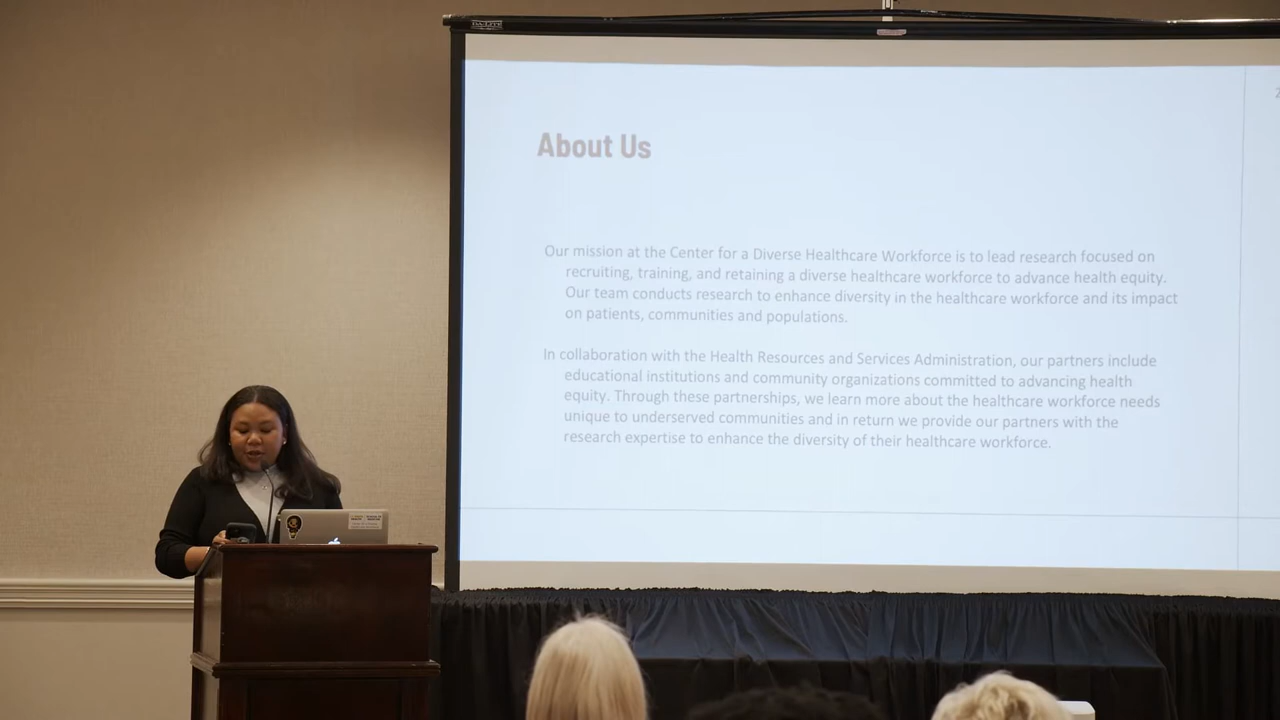 DA-LITE
About Us
Our mission at the Center for a Diverse Healthcare Workforce is to lead research focused on
recruiting, training, and retaining a diverse healthcare workforce to advance health equity.
Our team conducts research to enhance diversity in the healthcare workforce and its impact
on patients, communities and populations.
In collaboration with the Health Resources and Services Administration, our partners include
educational institutions and community organizations committed to advancing health
equity. Through these partnerships, we learn more about the healthcare workforce needs
unique to underserved communities and in return we provide our partners with the
research expertise to enhance the diversity of their healthcare workforce.